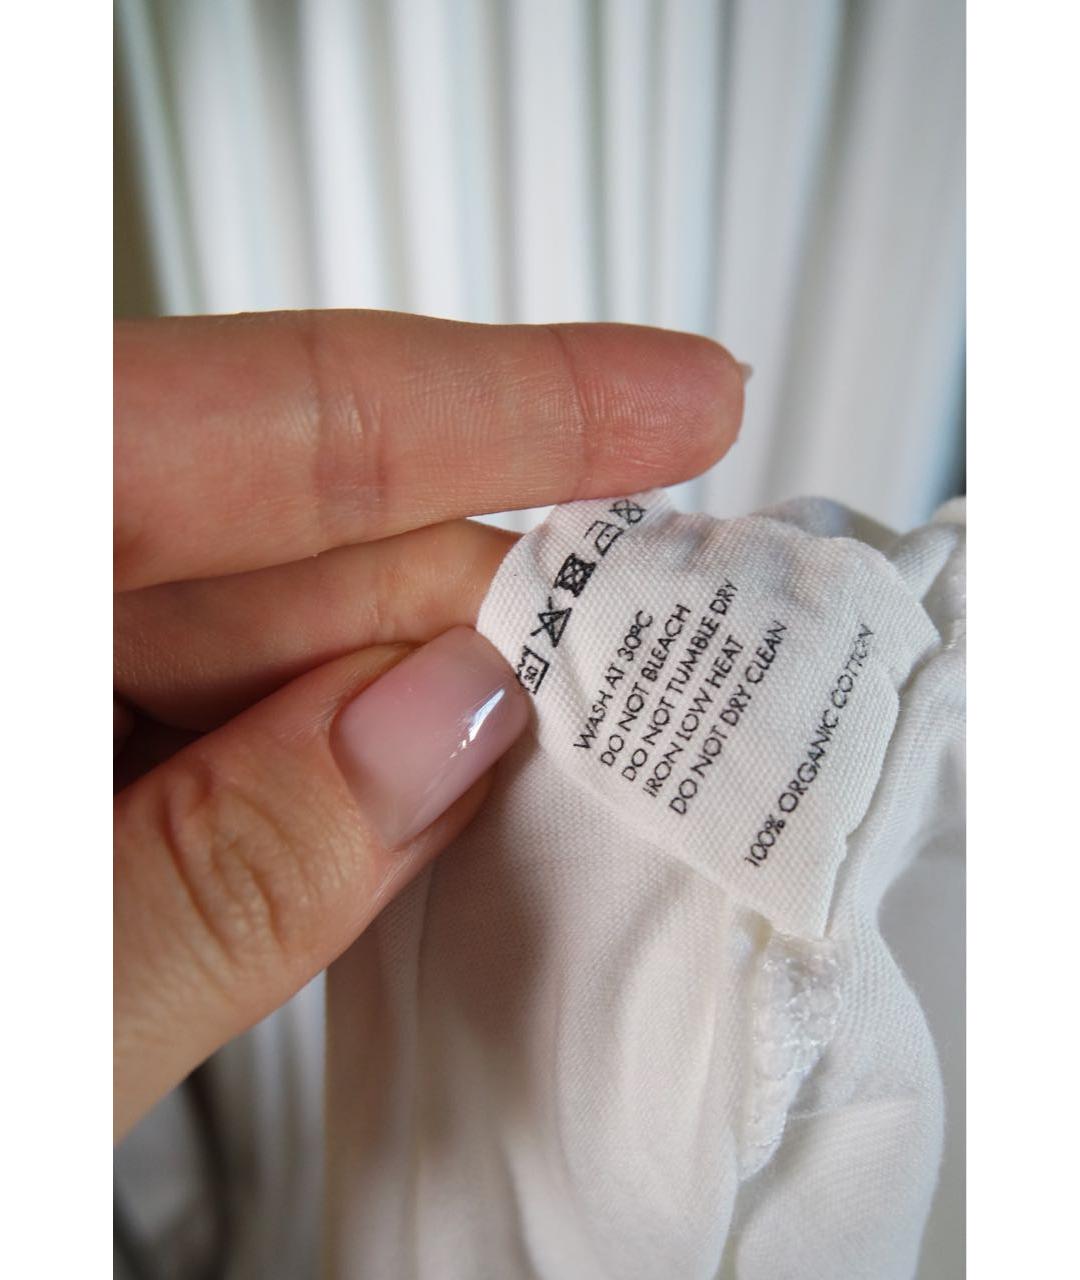 WASH AT 30ºC
DO NOT BLEACH
DO NOT TUMBLE DRY
IRON LOW HEAT
DO NOT DRY CLEAN
100% ORGANIC COTTON